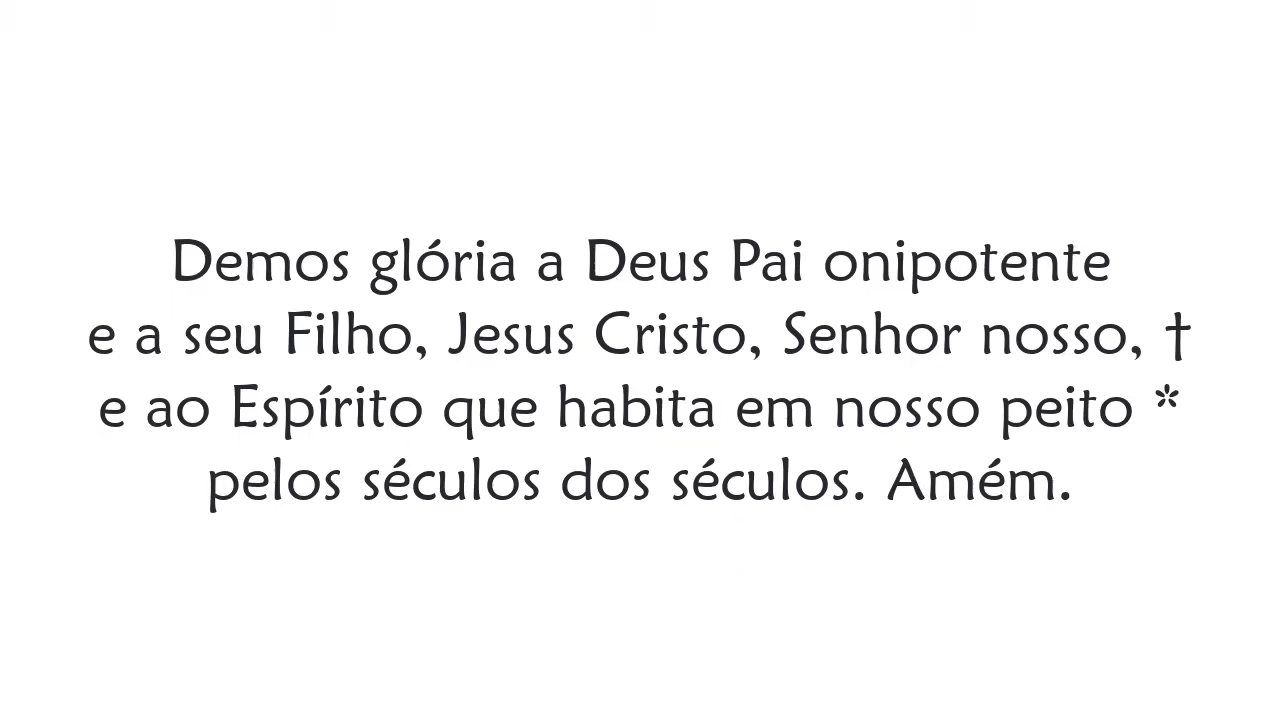 Demos glória a Deus Pai onipotente
e a seu Filho, Jesus Cristo, Senhor nosso, †
e ao Espírito que habita em nosso peito *
pelos séculos dos séculos. Amém.